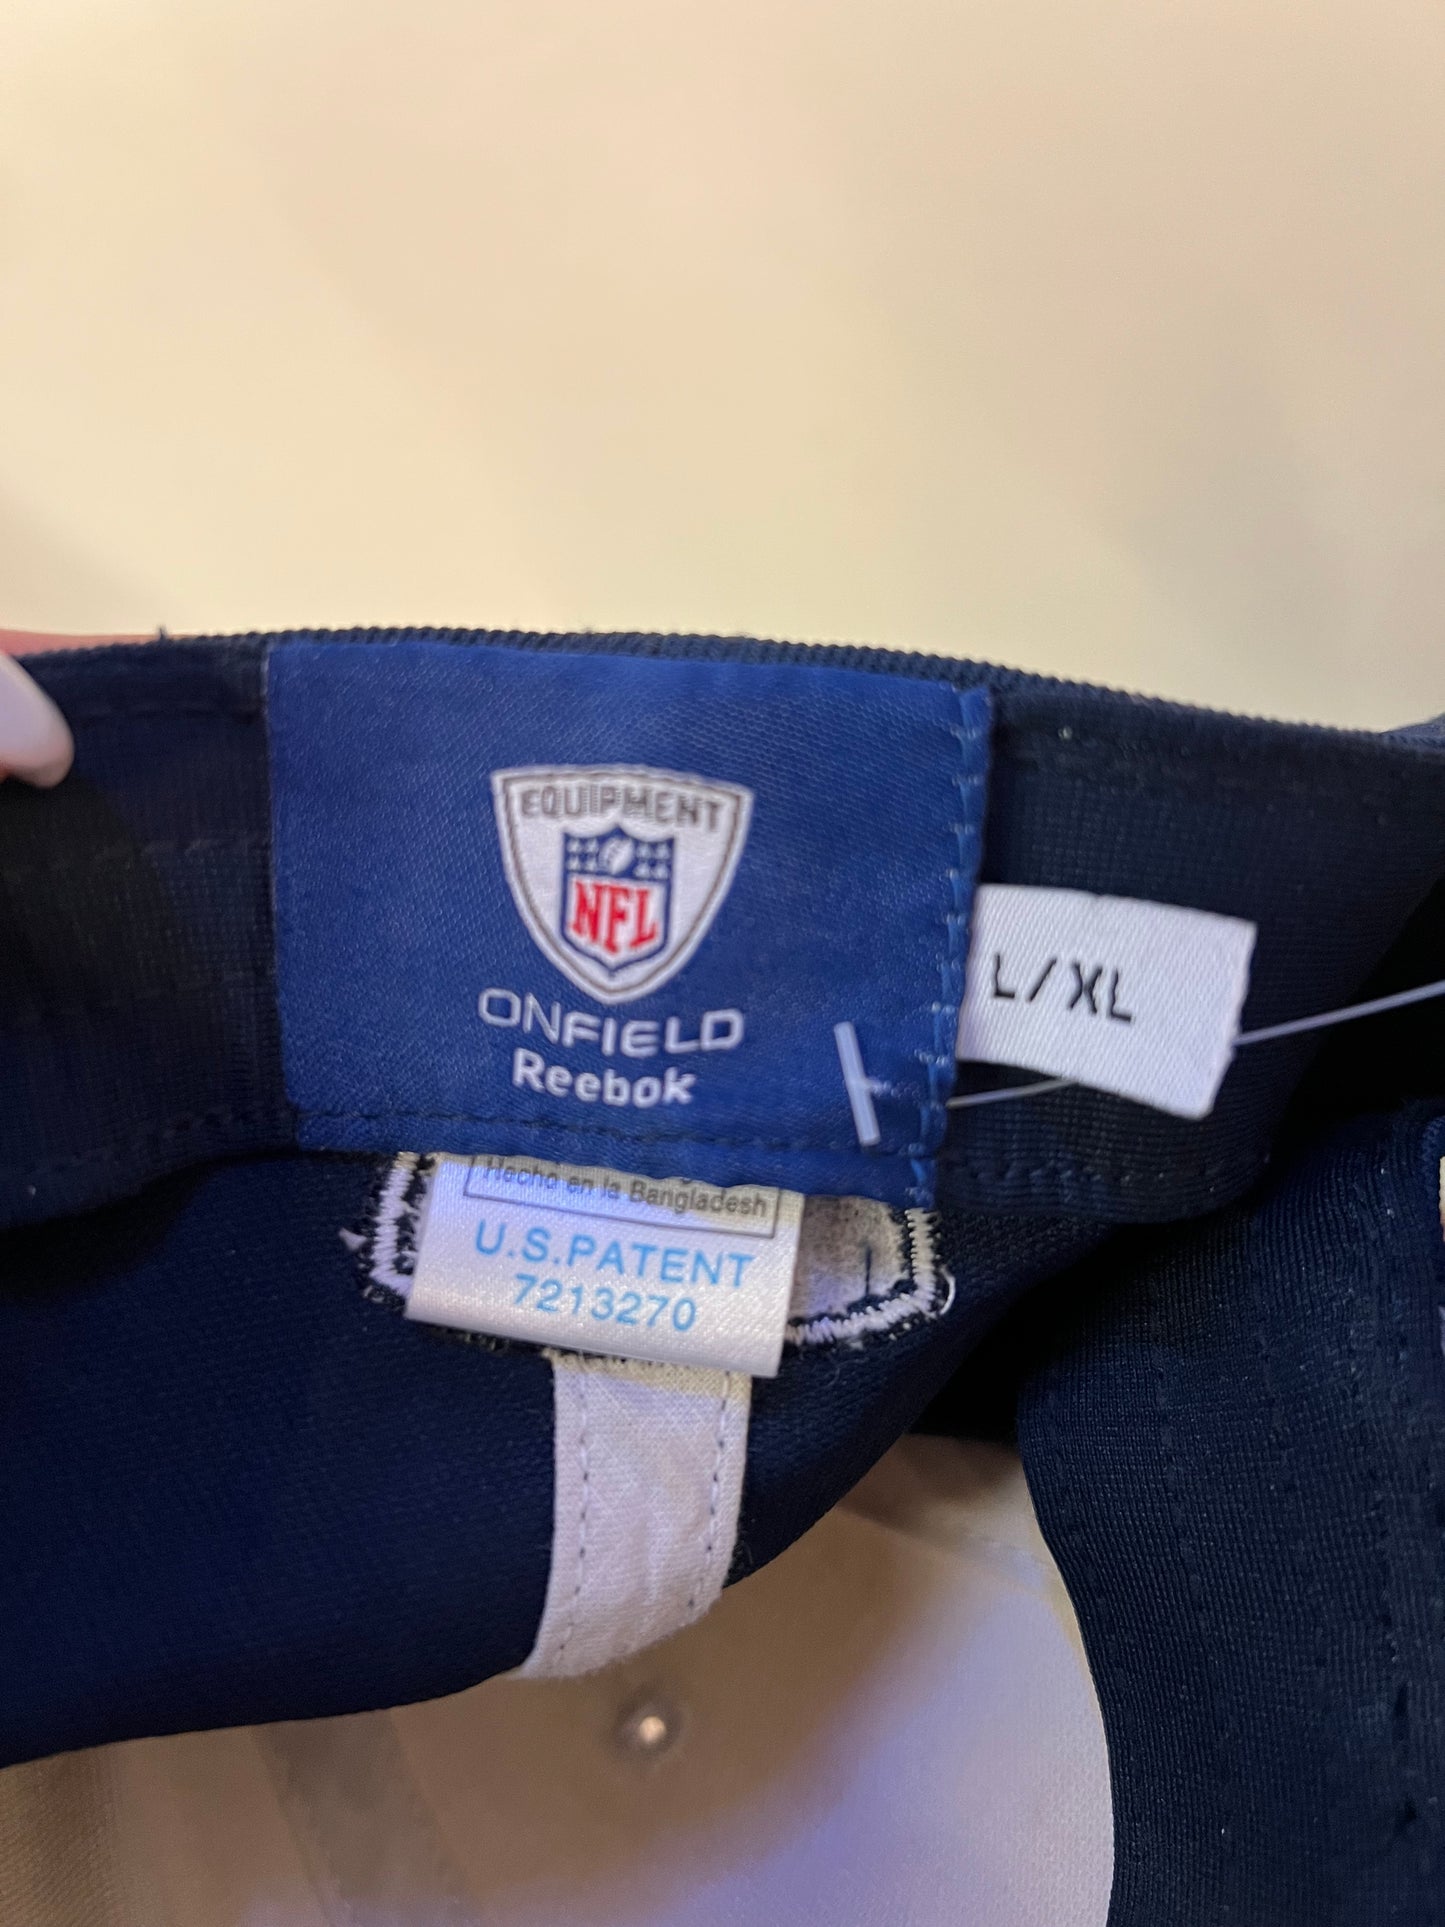 EQUIPMENT
NFL
ONFIELD
Reebok
L/XL
Hecho en la Bangladesh
U.S.PATENT
7213270